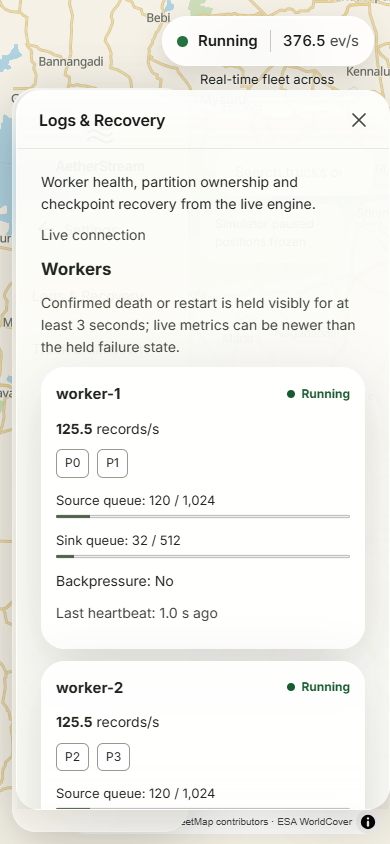 Bebi
Running
376.5 ev/s
Bannangadi
Real-time fleet across
Kennalu
Logs & Recovery
Worker health, partition ownership and
checkpoint recovery from the live engine.
Live connection
Workers
Confirmed death or restart is held visibly for at
least 3 seconds; live metrics can be newer than
the held failure state.
worker-1
Running
125.5 records/s
P0 P1
Source queue: 120 / 1,024
Sink queue: 32 / 512
Backpressure: No
Last heartbeat: 1.0 s ago
worker-2
Running
125.5 records/s
P2 P3
Source queue: 120 / 1,024
eetMap contributors · ESA WorldCover